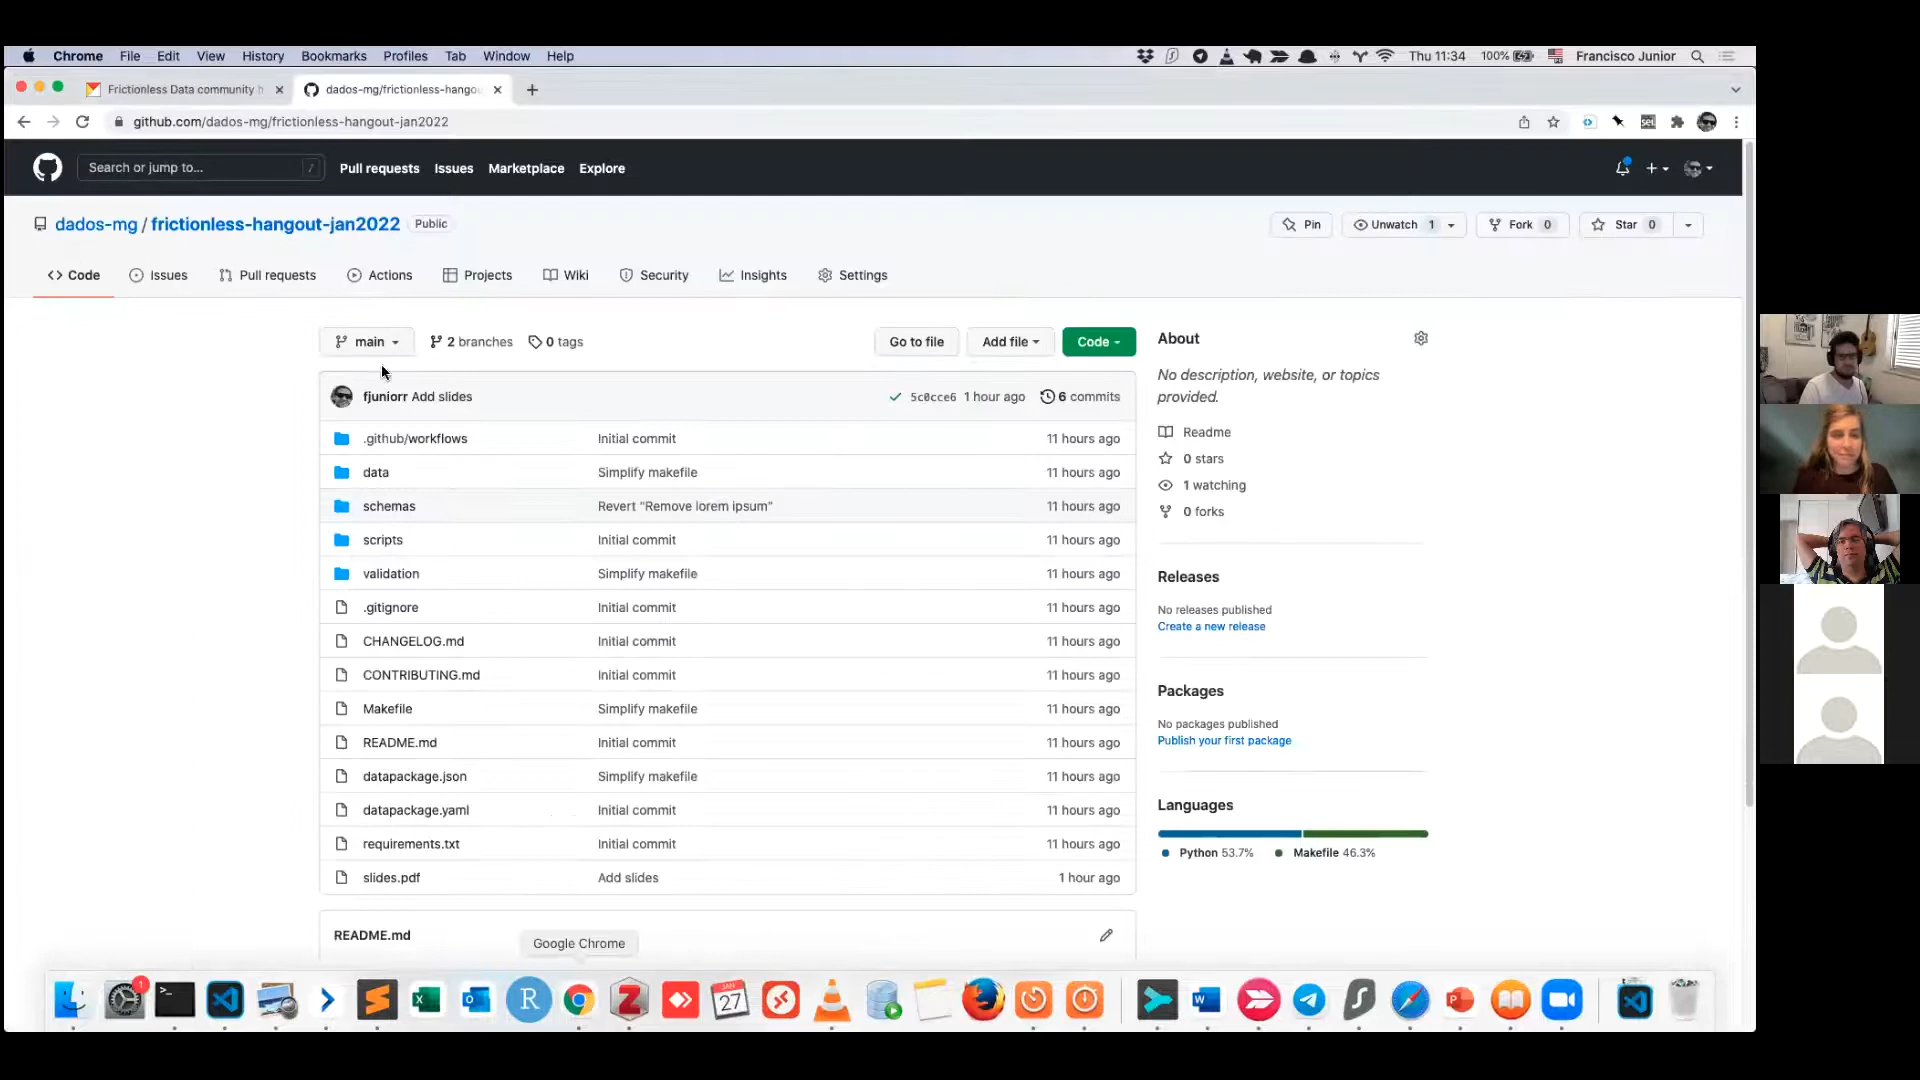 Chrome File Edit View History Bookmarks Profiles Tab Window Help Thu 11:34 100% Francisco Junior
Frictionless Data community h dados-mg/frictionless-hangou
github.com/dados-mg/frictionless-hangout-jan2022
Search or jump to... / Pull requests Issues Marketplace Explore
dados-mg / frictionless-hangout-jan2022 Public Pin Unwatch 1 Fork 0 Star 0
Code Issues Pull requests Actions Projects Wiki Security Insights Settings
main 2 branches 0 tags Go to file Add file Code
fjuniorr Add slides 5c0cce6 1 hour ago 6 commits
.github/workflows Initial commit 11 hours ago
data Simplify makefile 11 hours ago
schemas Revert "Remove lorem ipsum" 11 hours ago
scripts Initial commit 11 hours ago
validation Simplify makefile 11 hours ago
.gitignore Initial commit 11 hours ago
CHANGELOG.md Initial commit 11 hours ago
CONTRIBUTING.md Initial commit 11 hours ago
Makefile Simplify makefile 11 hours ago
README.md Initial commit 11 hours ago
datapackage.json Simplify makefile 11 hours ago
datapackage.yaml Initial commit 11 hours ago
requirements.txt Initial commit 11 hours ago
slides.pdf Add slides 1 hour ago
README.md
About
No description, website, or topics
provided.
Readme
0 stars
1 watching
0 forks
Releases
No releases published
Create a new release
Packages
No packages published
Publish your first package
Languages
Python 53.7% Makefile 46.3%
Google Chrome
1
JAN
27